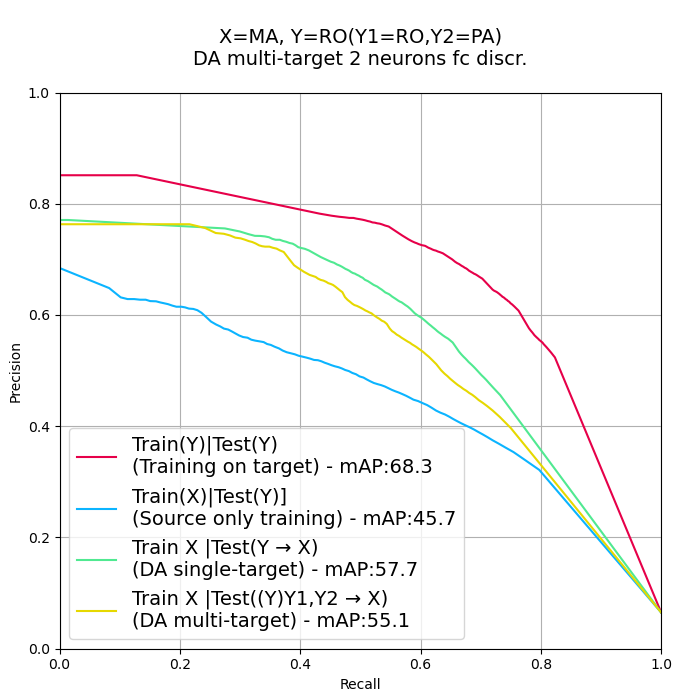 X=MA, Y=RO(Y1=RO,Y2=PA)
DA multi-target 2 neurons fc discr.
1.0
0.8
0.6
0.4
0.2
0.0
Precision
Train(Y)|Test(Y)
(Training on target) - mAP:68.3
Train(X)|Test(Y)]
(Source only training) - mAP:45.7
Train X |Test(Y → X)
(DA single-target) - mAP:57.7
Train X |Test((Y)Y1,Y2 → X)
(DA multi-target) - mAP:55.1
0.0 0.2 0.4 0.6 0.8 1.0
Recall